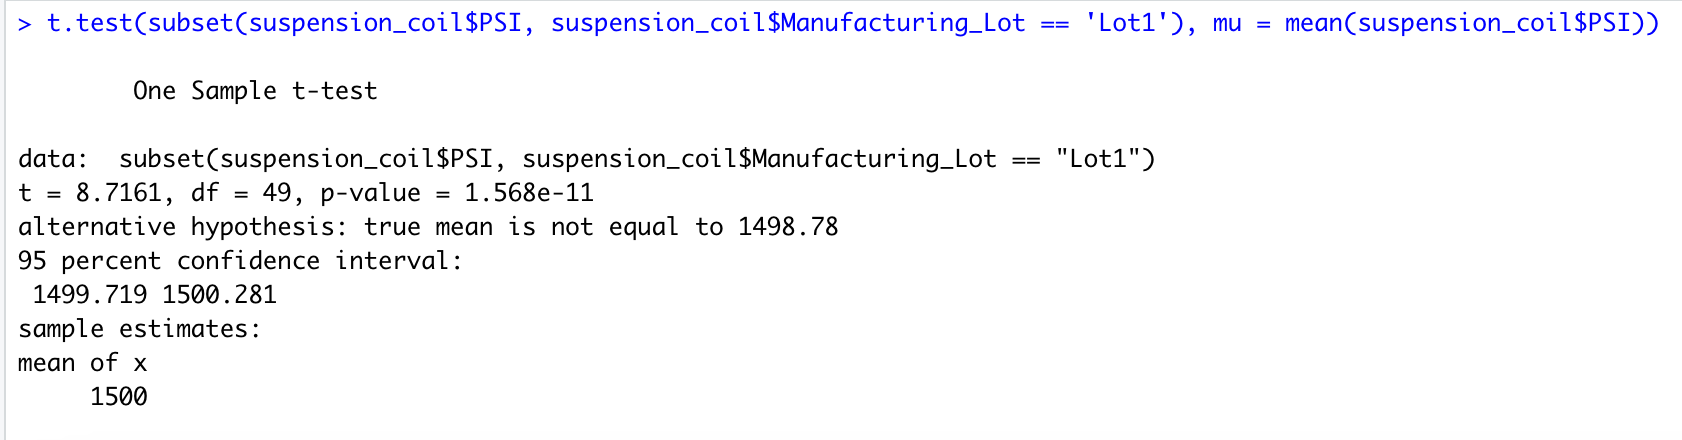 > t.test(subset(suspension_coil$PSI, suspension_coil$Manufacturing_Lot == 'Lot1'), mu = mean(suspension_coil$PSI))
One Sample t-test
data:  subset(suspension_coil$PSI, suspension_coil$Manufacturing_Lot == "Lot1")
t = 8.7161, df = 49, p-value = 1.568e-11
alternative hypothesis: true mean is not equal to 1498.78
95 percent confidence interval:
1499.719 1500.281
sample estimates:
mean of x
1500